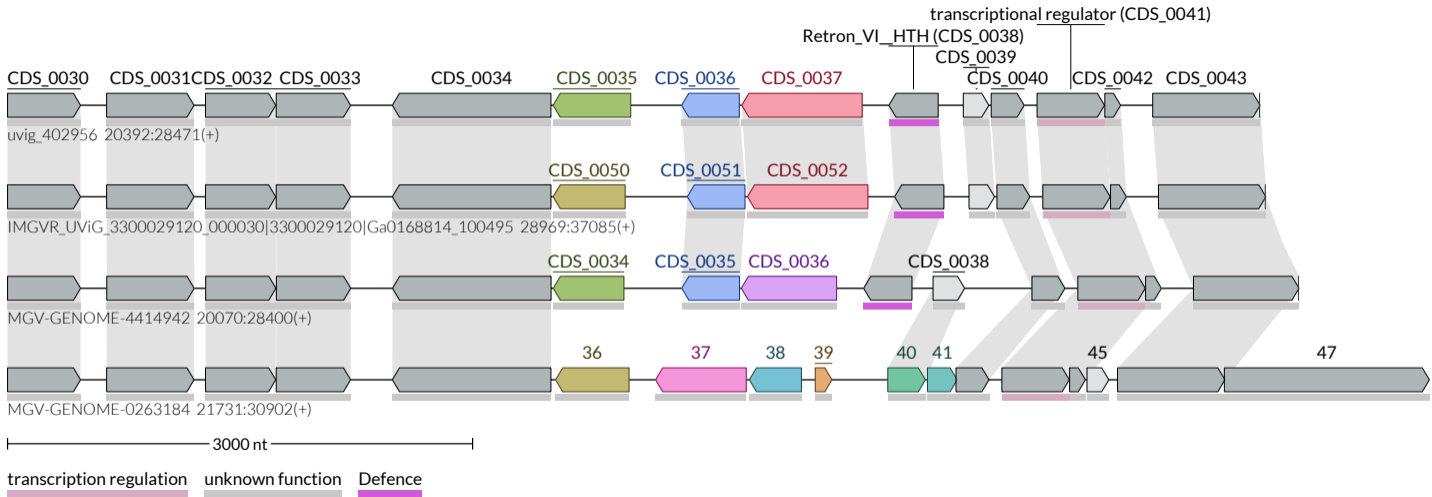 transcriptional regulator (CDS_0041)
Retron_VI__HTH (CDS_0038)
CDS_0039
CDS_0030 CDS_0031 CDS_0032 CDS_0033 CDS_0034 CDS_0035 CDS_0036 CDS_0037 CDS_0040 CDS_0042 CDS_0043
uvig_402956 20392:28471(+)
CDS_0050 CDS_0051 CDS_0052
IMGVR_UViG_3300029120_000030|3300029120|Ga0168814_100495 28969:37085(+)
CDS_0034 CDS_0035 CDS_0036 CDS_0038
MGV-GENOME-4414942 20070:28400(+)
36 37 38 39 40 41 45 47
MGV-GENOME-0263184 21731:30902(+)
3000 nt
transcription regulation unknown function Defence